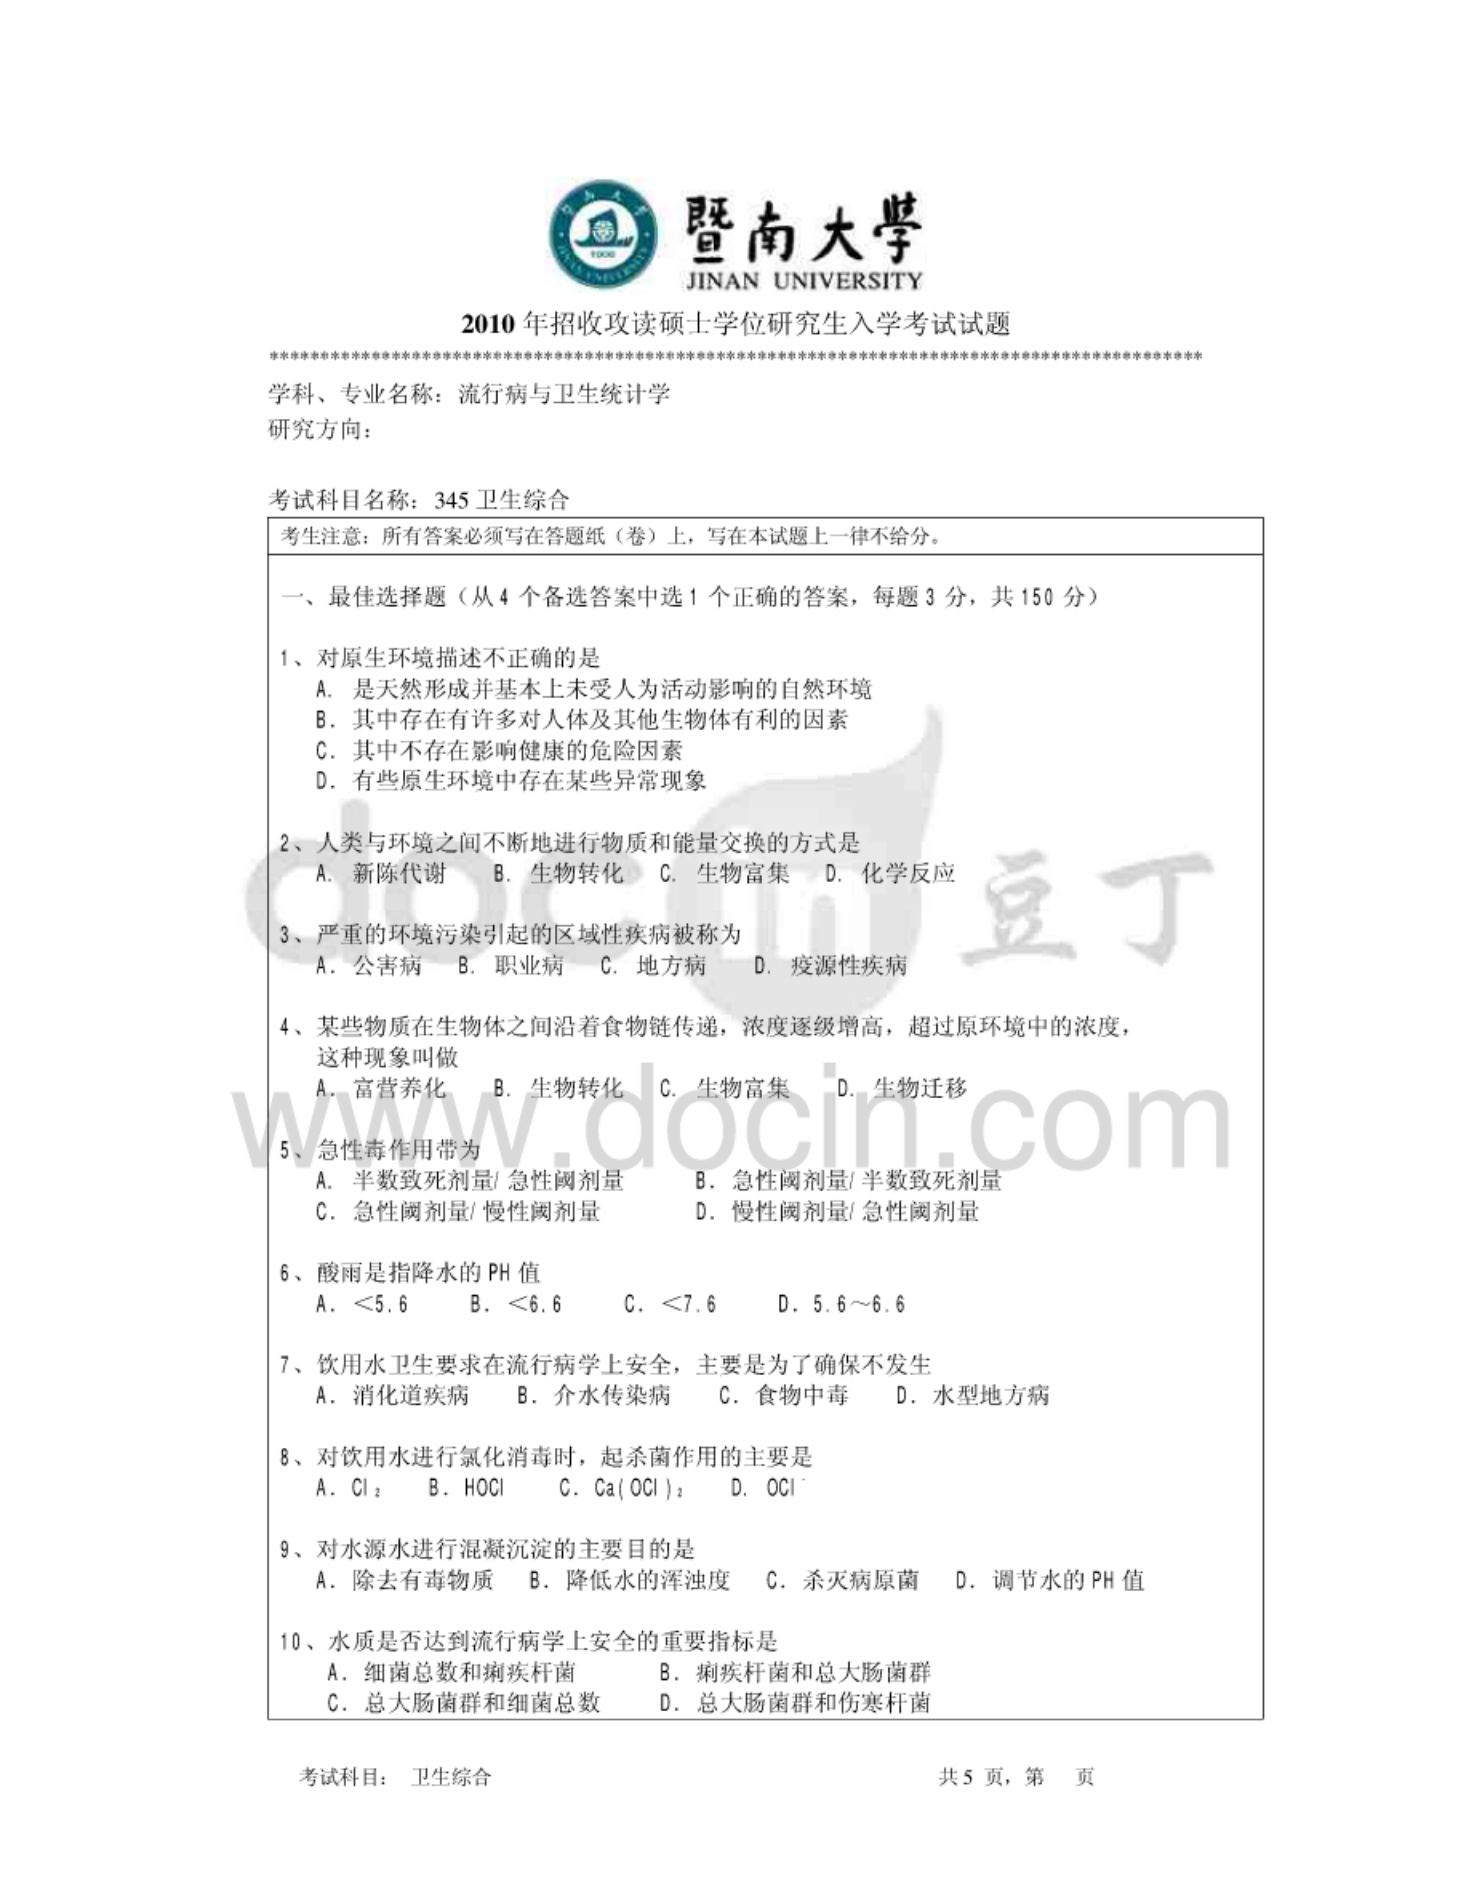 暨南大学
JINAN UNIVERSITY
2010 年招收攻读硕士学位研究生入学考试试题
******************************************************************************************
学科、专业名称：流行病与卫生统计学
研究方向：
考试科目名称：345 卫生综合
考生注意：所有答案必须写在答题纸（卷）上，写在本试题上一律不给分。
一、最佳选择题（从 4 个备选答案中选 1 个正确的答案，每题 3 分，共 150 分）
1、对原生环境描述不正确的是
A. 是天然形成并基本上未受人为活动影响的自然环境
B. 其中存在有许多对人体及其他生物体有利的因素
C. 其中不存在影响健康的危险因素
D. 有些原生环境中存在某些异常现象
2、人类与环境之间不断地进行物质和能量交换的方式是
A. 新陈代谢 B. 生物转化 C. 生物富集 D. 化学反应
3、严重的环境污染引起的区域性疾病被称为
A. 公害病 B. 职业病 C. 地方病 D. 疫源性疾病
4、某些物质在生物体之间沿着食物链传递，浓度逐级增高，超过原环境中的浓度，
这种现象叫做
A. 富营养化 B. 生物转化 C. 生物富集 D. 生物迁移
5、急性毒作用带为
A. 半数致死剂量/急性阈剂量 B. 急性阈剂量/半数致死剂量
C. 急性阈剂量/慢性阈剂量 D. 慢性阈剂量/急性阈剂量
6、酸雨是指降水的 PH 值
A. ＜5.6 B. ＜6.6 C. ＜7.6 D. 5.6～6.6
7、饮用水卫生要求在流行病学上安全，主要是为了确保不发生
A. 消化道疾病 B. 介水传染病 C. 食物中毒 D. 水型地方病
8、对饮用水进行氯化消毒时，起杀菌作用的主要是
A. Cl₂ B. HOCl C. Ca(OCl)₂ D. OCl⁻
9、对水源水进行混凝沉淀的主要目的是
A. 除去有毒物质 B. 降低水的浑浊度 C. 杀灭病原菌 D. 调节水的 PH 值
10、水质是否达到流行病学上安全的重要指标是
A. 细菌总数和痢疾杆菌 B. 痢疾杆菌和总大肠菌群
C. 总大肠菌群和细菌总数 D. 总大肠菌群和伤寒杆菌
考试科目： 卫生综合 共 5 页，第 页
docin 豆丁
www.docin.com